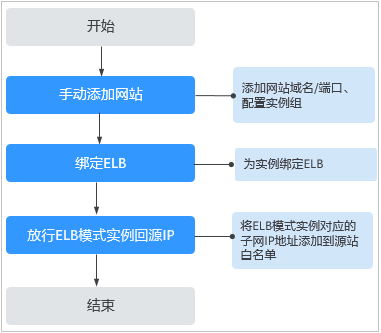 开始
手动添加网站
添加网站域名/端口、
配置实例组
绑定ELB
为实例绑定ELB
放行ELB模式实例回源IP
将ELB模式实例对应的
子网IP地址添加到源站
白名单
结束